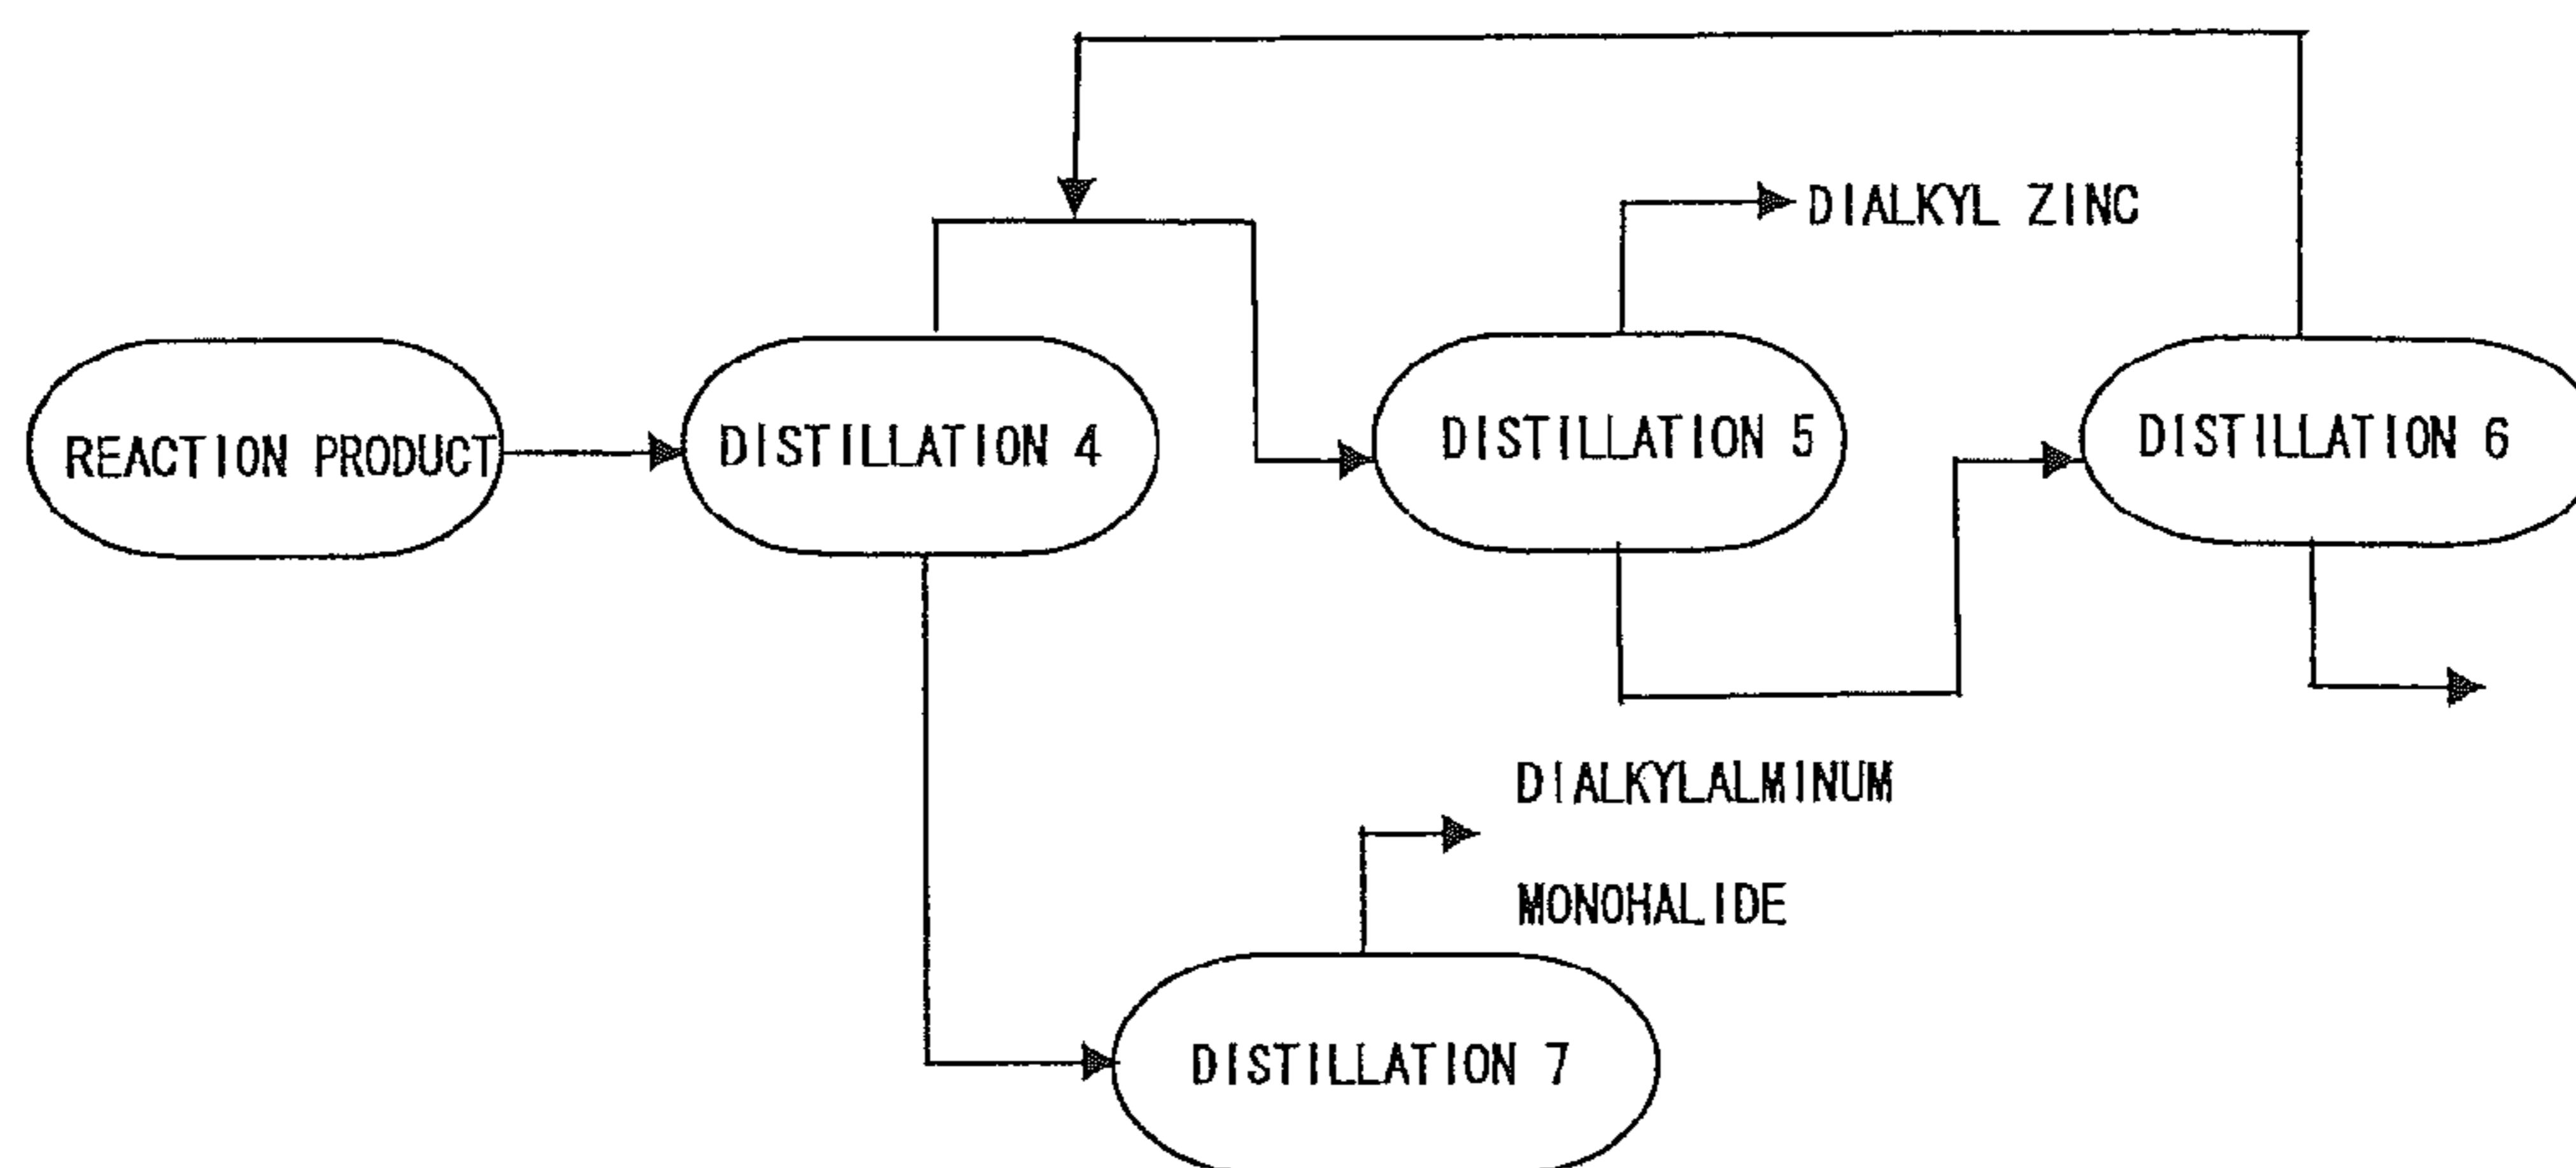 DIALKYL ZINC
REACTION PRODUCT
DISTILLATION 4
DISTILLATION 5
DISTILLATION 6
DIALKYLALMINUM
MONOHALIDE
DISTILLATION 7